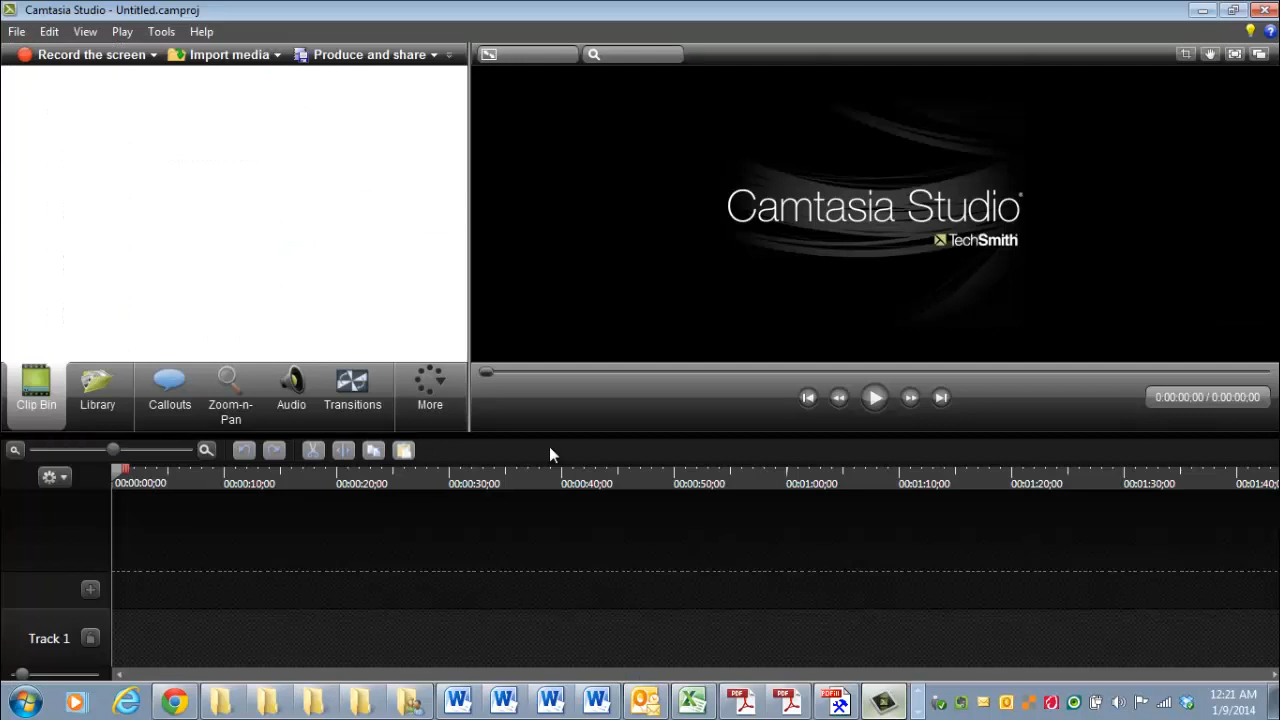 Camtasia Studio - Untitled.camproj
File Edit View Play Tools Help
Record the screen Import media Produce and share
Camtasia Studio®
TechSmith
Clip Bin Library Callouts Zoom-n-Pan Audio Transitions More
0:00:00;00 / 0:00:00;00
00:00:00;00 00:00:10;00 00:00:20;00 00:00:30;00 00:00:40;00 00:00:50;00 00:01:00;00 00:01:10;00 00:01:20;00 00:01:30;00 00:01:40;
Track 1
12:21 AM
1/9/2014